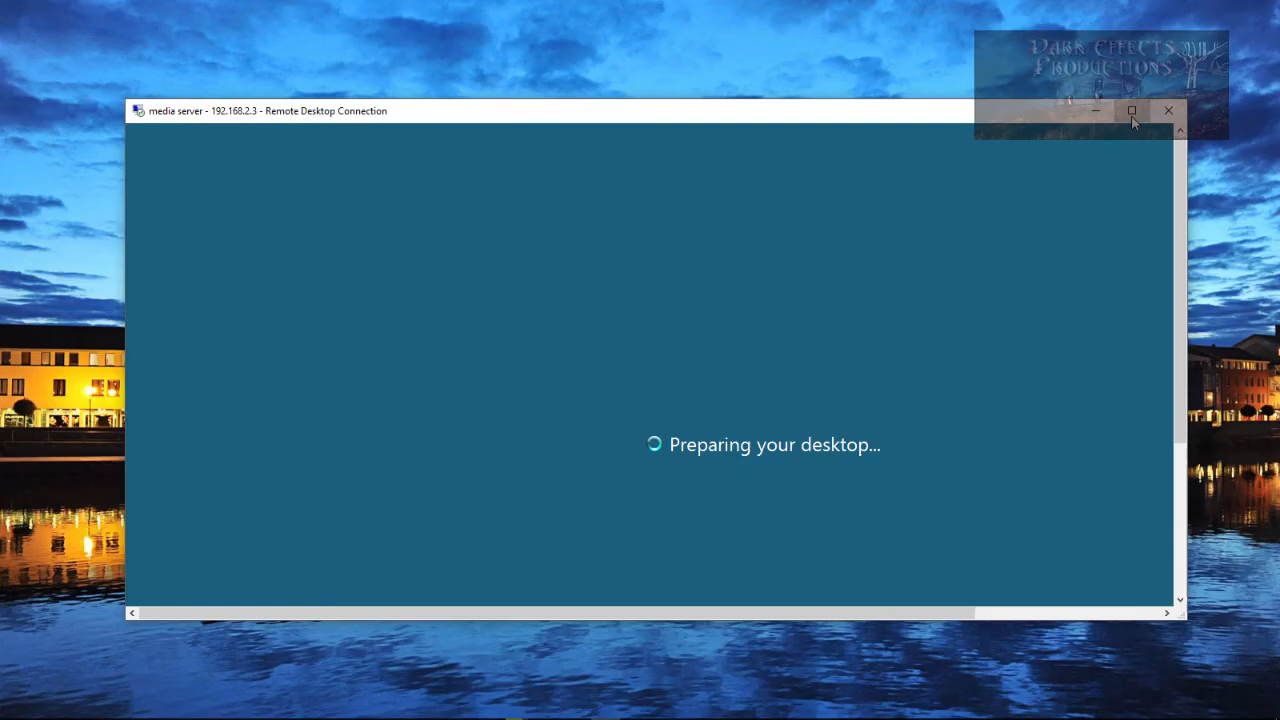 DARK EFFECTS
PRODUCTIONS
media server - 192.168.2.3 - Remote Desktop Connection
Preparing your desktop...